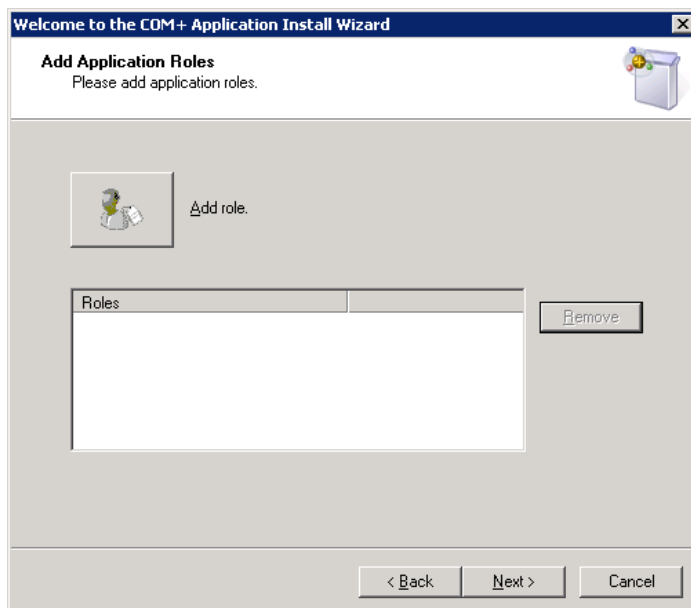 Welcome to the COM+ Application Install Wizard
Add Application Roles
Please add application roles.
Add role.
Roles
Remove
< Back
Next >
Cancel